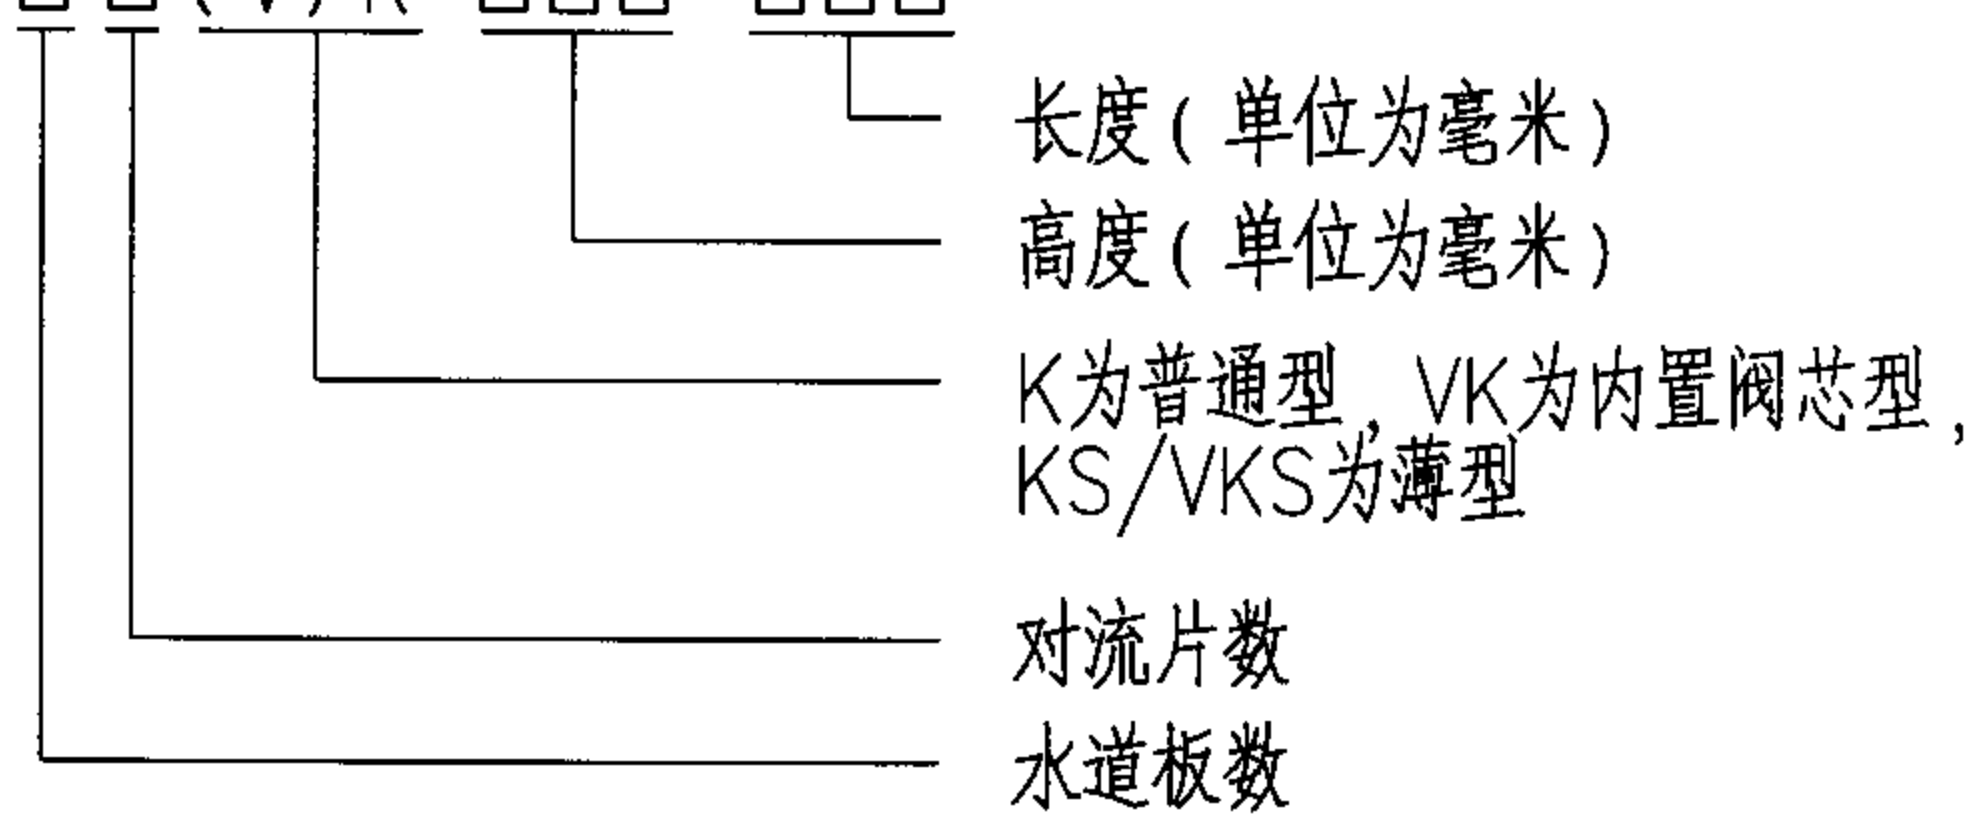 □ □ (V) K □□□ □□□
长度(单位为毫米)
高度(单位为毫米)
K为普通型,VK为内置阀芯型,
KS/VKS为薄型
对流片数
水道板数